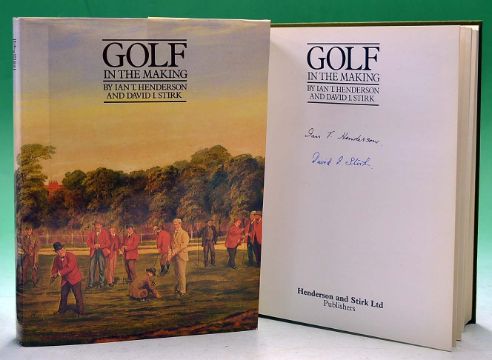 GOLF
IN THE MAKING
BY IAN T. HENDERSON
AND DAVID I. STIRK
GOLF
IN THE MAKING
BY IAN T. HENDERSON
AND DAVID I. STIRK
Ian T. Henderson.
David I. Stirk.
Henderson and Stirk Ltd
Publishers